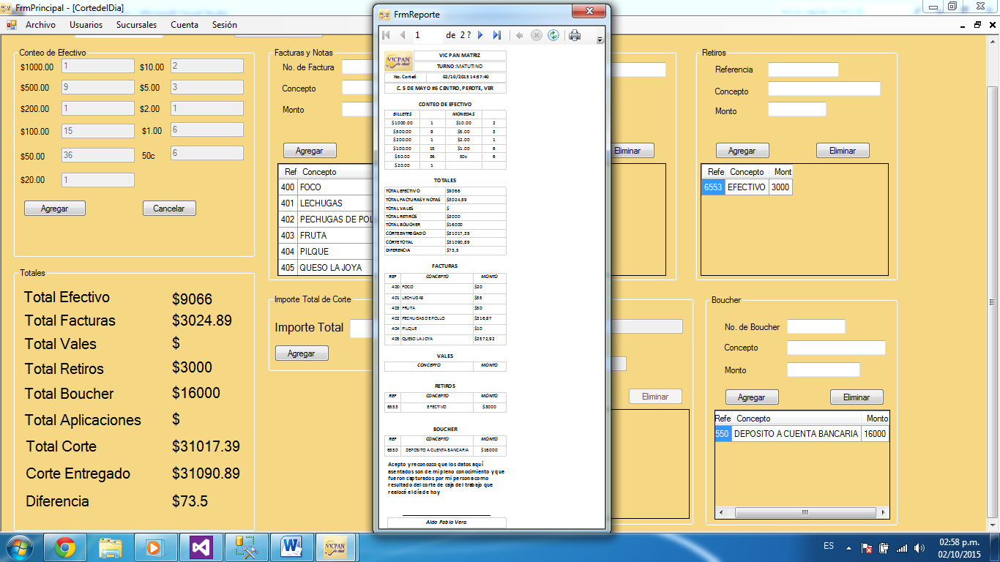 FrmPrincipal - [CortedelDia]
Archivo Usuarios Sucursales Cuenta Sesión
Conteo de Efectivo
$1000.00 1 $10.00 2
$500.00 9 $5.00 3
$200.00 1 $2.00 1
$100.00 15 $1.00 6
$50.00 36 50c 6
$20.00 1
Agregar Cancelar
Totales
Total Efectivo $9066
Total Facturas $3024.89
Total Vales $
Total Retiros $3000
Total Boucher $16000
Total Aplicaciones $
Total Corte $31017.39
Corte Entregado $31090.89
Diferencia $73.5
Facturas y Notas
No. de Factura
Concepto
Monto
Agregar
Ref Concepto
400 FOCO
401 LECHUGAS
402 PECHUGAS DE POL
403 FRUTA
404 PILQUE
405 QUESO LA JOYA
Importe Total de Corte
Importe Total
Agregar
FrmReporte
1 de 2 ?
VICPAN
VIC PAN MATRIZ
TURNO:MATUTINO
No. Corte6 02/10/2015 14:57:40
C. 5 DE MAYO #6 CENTRO, PEROTE, VER
CONTEO DE EFECTIVO
BILLETES MONEDAS
$1000.00 1 $10.00 2
$500.00 9 $5.00 3
$200.00 1 $2.00 1
$100.00 15 $1.00 6
$50.00 36 50c 6
$20.00 1
TOTALES
TOTAL EFECTIVO $9066
TOTAL FACTURAS Y NOTAS $3024,89
TOTAL VALES $
TOTAL RETIROS $3000
TOTAL BOUCHER $16000
CORTE ENTREGADO $31017,39
CORTE TOTAL $31090,89
DIFERENCIA $73,5
FACTURAS
REF CONCEPTO MONTO
400 FOCO $20
401 LECHUGAS $55
403 FRUTA $50
402 PECHUGAS DE POLLO $316,97
404 PILQUE $10
405 QUESO LA JOYA $2572,92
VALES
CONCEPTO MONTO
RETIROS
REF CONCEPTO MONTO
6553 EFECTIVO $3000
BOUCHER
REF CONCEPTO MONTO
6550 DEPOSITO A CUENTA BANCARIA $16000
Acepto y reconozco que los datos aquí
asentados son de mi pleno conocimiento y que
fueron capturados por mi persona como
resultado del corte de caja del trabajo que
realocé el día de hoy
Aldo Pablo Vera
Eliminar
Eliminar
Retiros
Referencia
Concepto
Monto
Agregar Eliminar
Refe Concepto Mont
6553 EFECTIVO 3000
Boucher
No. de Boucher
Concepto
Monto
Agregar Eliminar
Refe Concepto Monto
550 DEPOSITO A CUENTA BANCARIA 16000
VICPAN
ES 02:58 p.m.
02/10/2015